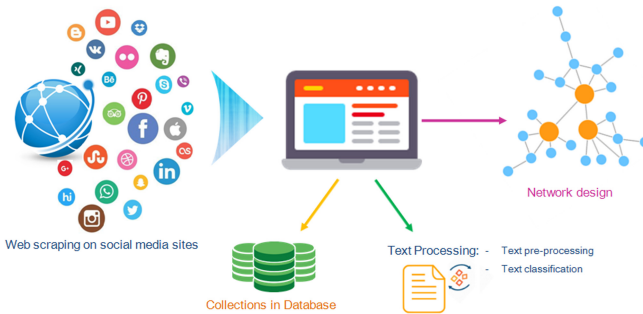 Web scraping on social media sites
Network design
Collections in Database
Text Processing: - Text pre-processing
- Text classification